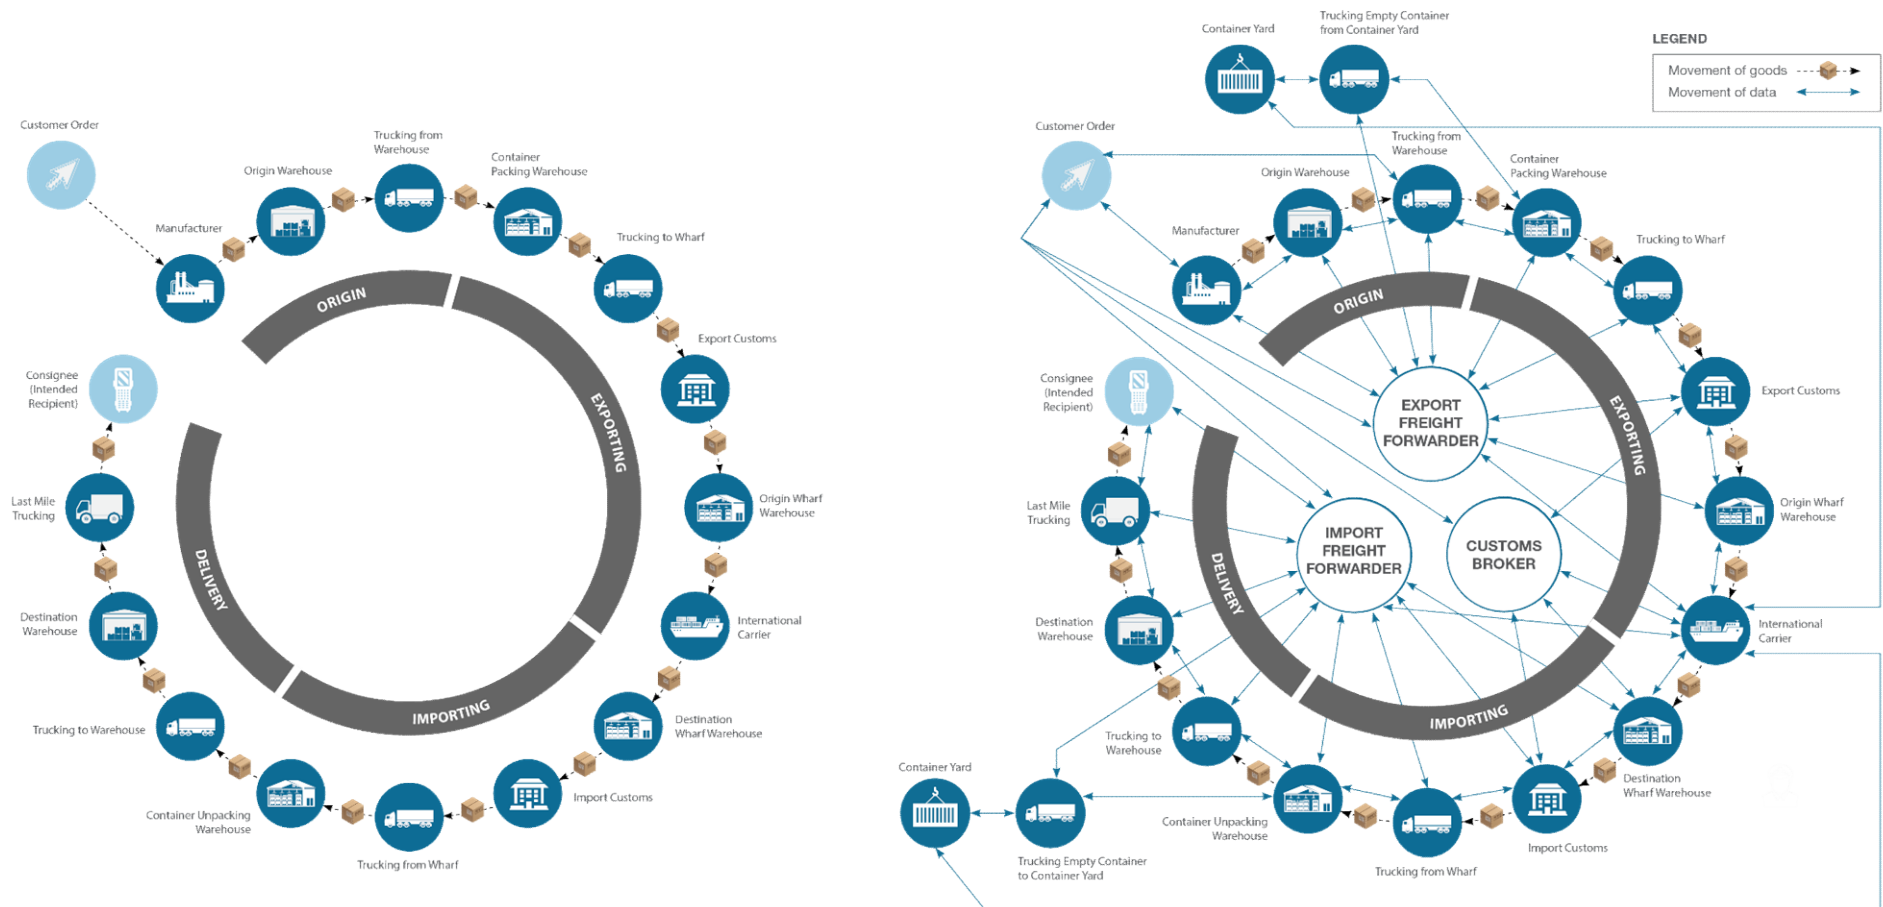 Customer Order
Manufacturer
Origin Warehouse
Trucking from
Warehouse
Container
Packing Warehouse
Trucking to Wharf
Export Customs
Origin Wharf
Warehouse
International
Carrier
Destination
Wharf Warehouse
Import Customs
Trucking from Wharf
Container Unpacking
Warehouse
Trucking to Warehouse
Destination
Warehouse
Last Mile
Trucking
Consignee
(Intended
Recipient)
ORIGIN
EXPORTING
IMPORTING
DELIVERY
LEGEND
Movement of goods
Movement of data
Container Yard
Trucking Empty Container
from Container Yard
Customer Order
Manufacturer
Origin Warehouse
Trucking from
Warehouse
Container
Packing Warehouse
Trucking to Wharf
Export Customs
Origin Wharf
Warehouse
International
Carrier
Destination
Wharf Warehouse
Import Customs
Trucking from Wharf
Container Unpacking
Warehouse
Trucking Empty Container
to Container Yard
Container Yard
Trucking to
Warehouse
Destination
Warehouse
Last Mile
Trucking
Consignee
(Intended
Recipient)
ORIGIN
EXPORTING
IMPORTING
DELIVERY
EXPORT
FREIGHT
FORWARDER
IMPORT
FREIGHT
FORWARDER
CUSTOMS
BROKER